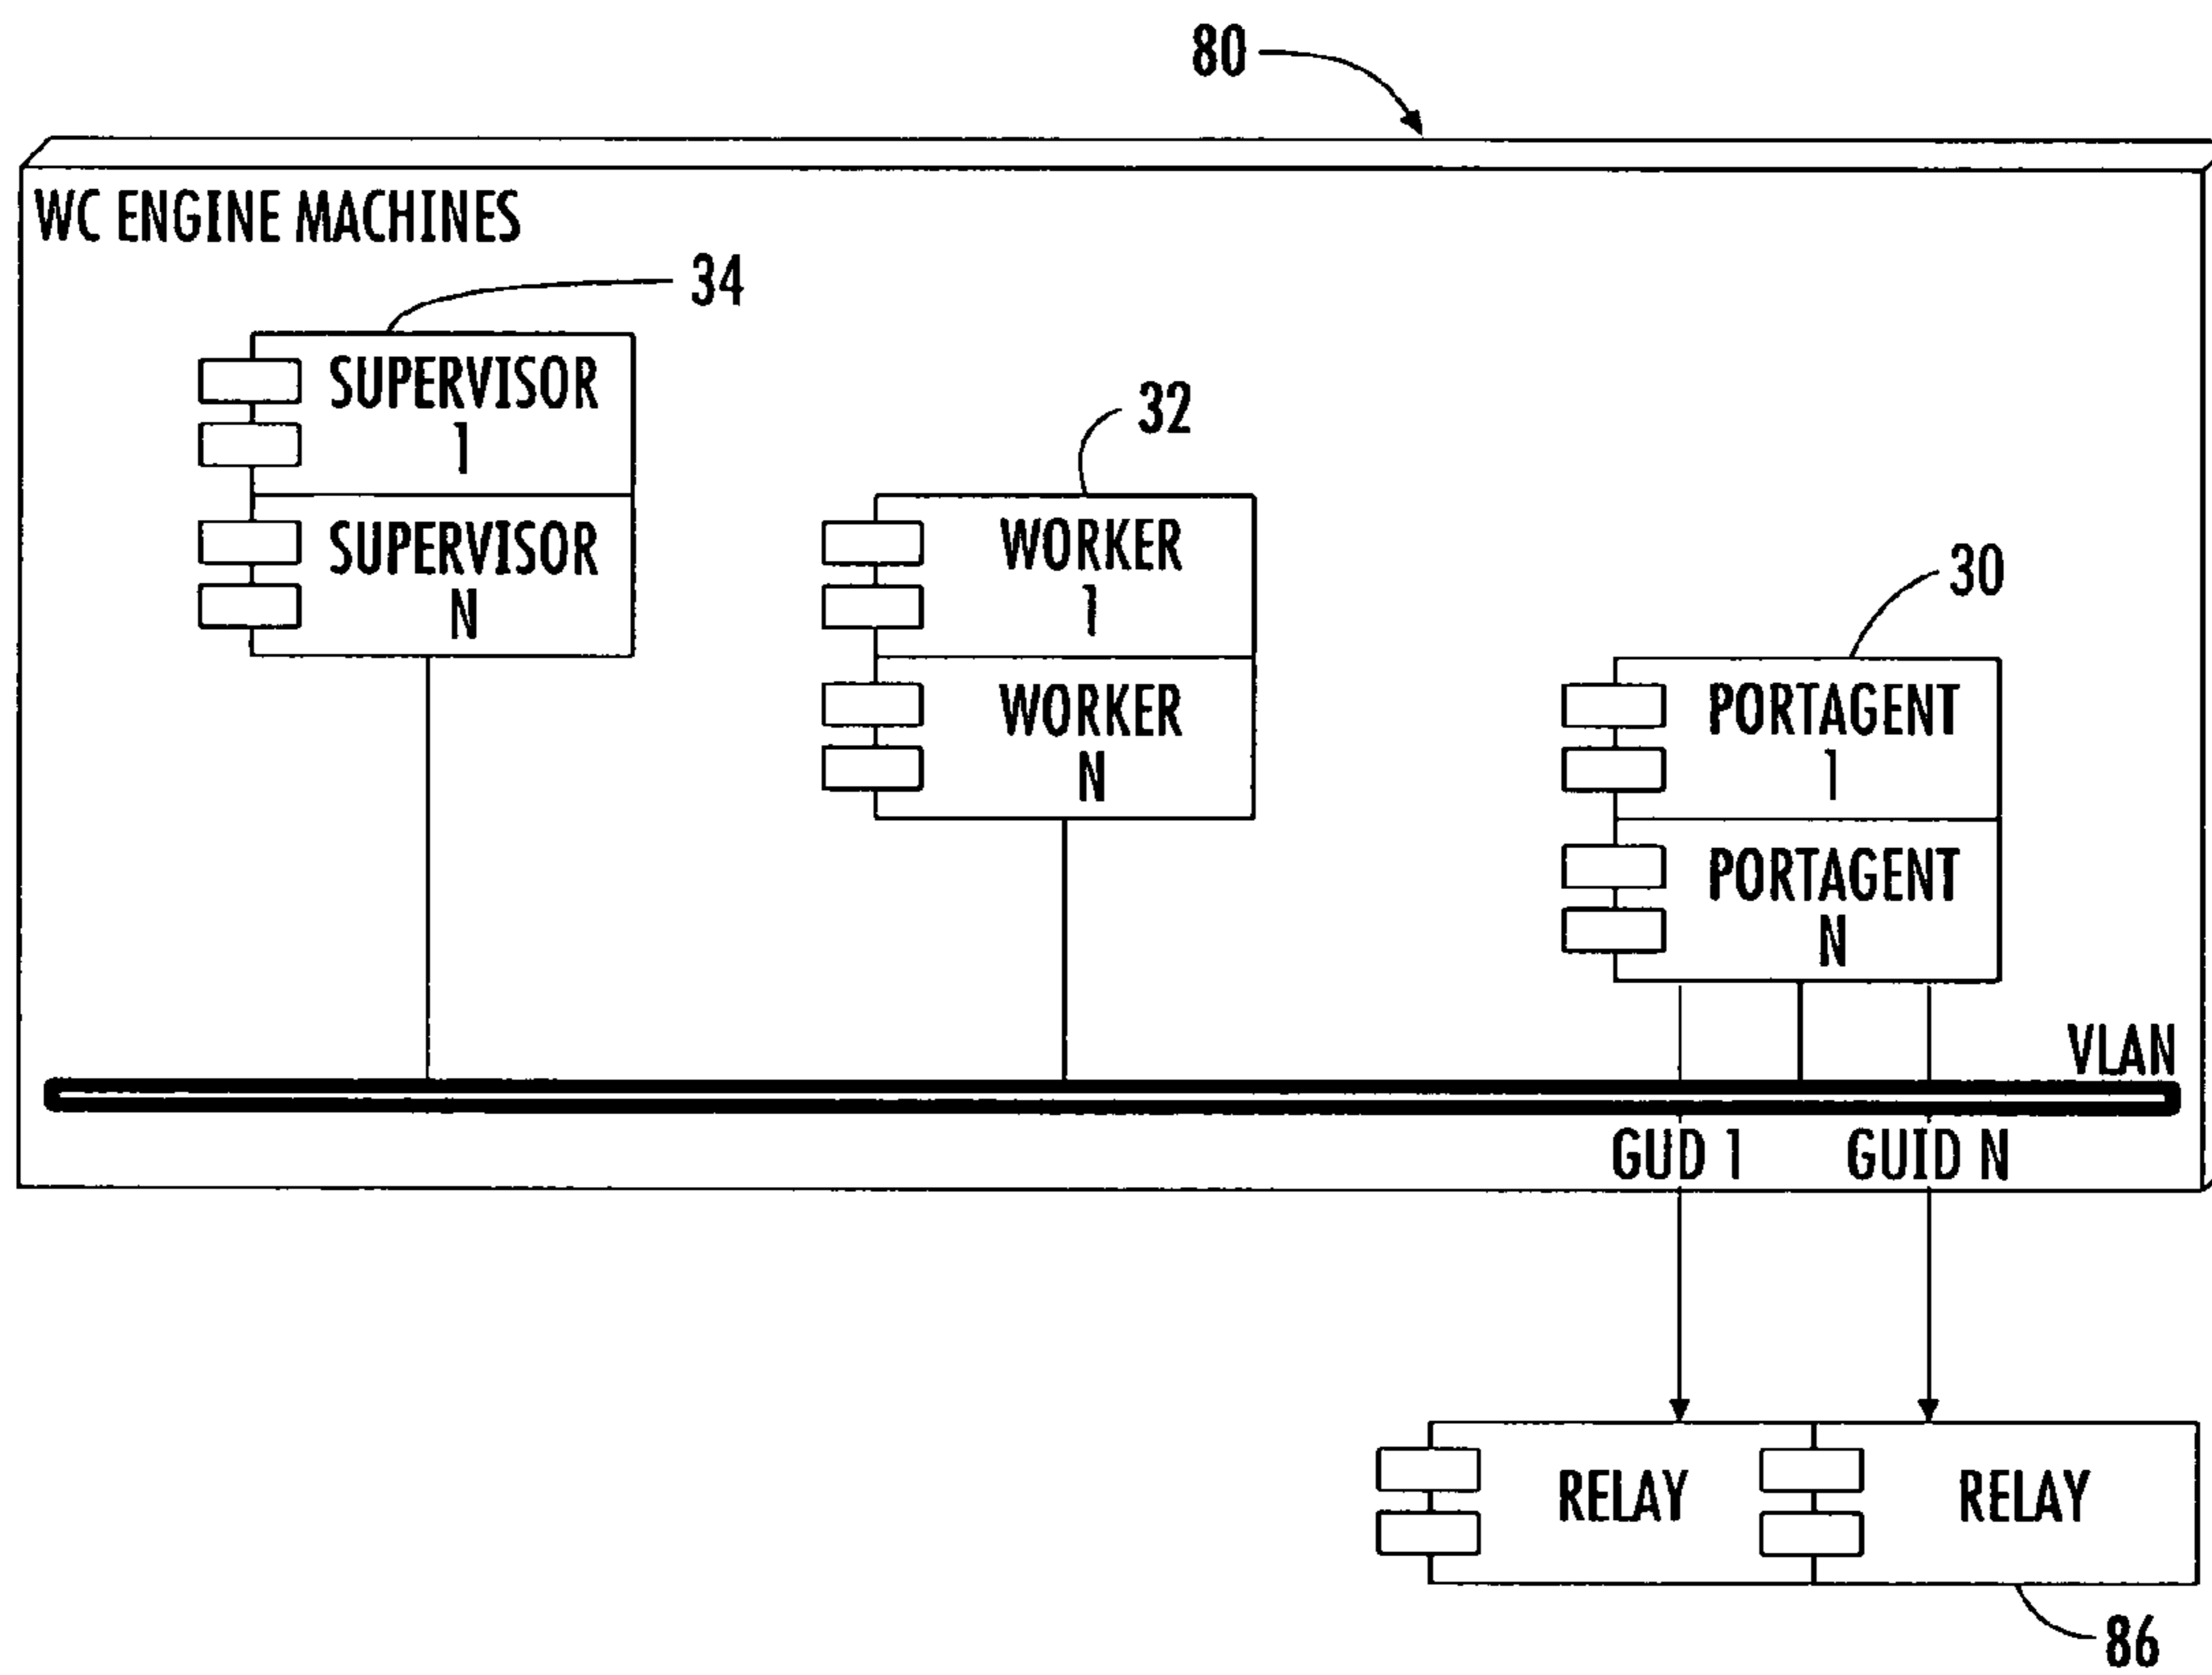 80
WC ENGINE MACHINES
34
SUPERVISOR
1
SUPERVISOR
N
32
WORKER
1
WORKER
N
30
PORTAGENT
1
PORTAGENT
N
VLAN
GUD 1
GUID N
RELAY
RELAY
86